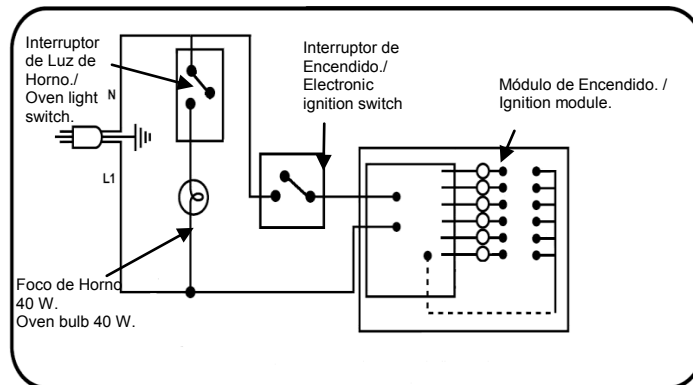 Interruptor
de Luz de
Horno./
Oven light
switch.
N
L1
Interruptor de
Encendido./
Electronic
ignition switch
Módulo de Encendido. /
Ignition module.
Foco de Horno
40 W.
Oven bulb 40 W.